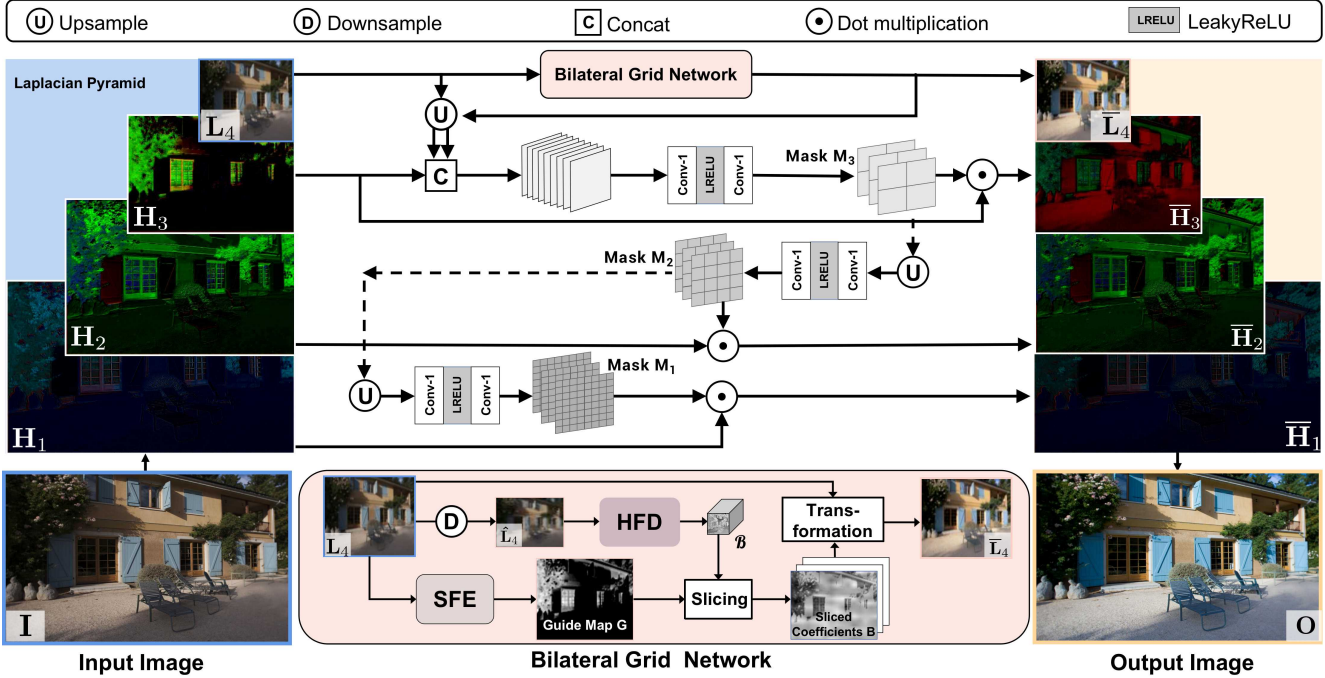 U Upsample D Downsample C Concat Dot multiplication LRELU LeakyReLU
Laplacian Pyramid
L₄
Bilateral Grid Network
L̅₄
U
H₃
C
Conv-1 LRELU Conv-1
Mask M₃
H̅₃
H₂
Mask M₂
Conv-1 LRELU Conv-1
U
H̅₂
U
Conv-1 LRELU Conv-1
Mask M₁
H₁
H̅₁
I
Input Image
L₄
D
L̂₄
HFD
ℬ
Trans-
formation
L̅₄
SFE
Guide Map G
Slicing
Sliced
Coefficients B
Bilateral Grid Network
O
Output Image